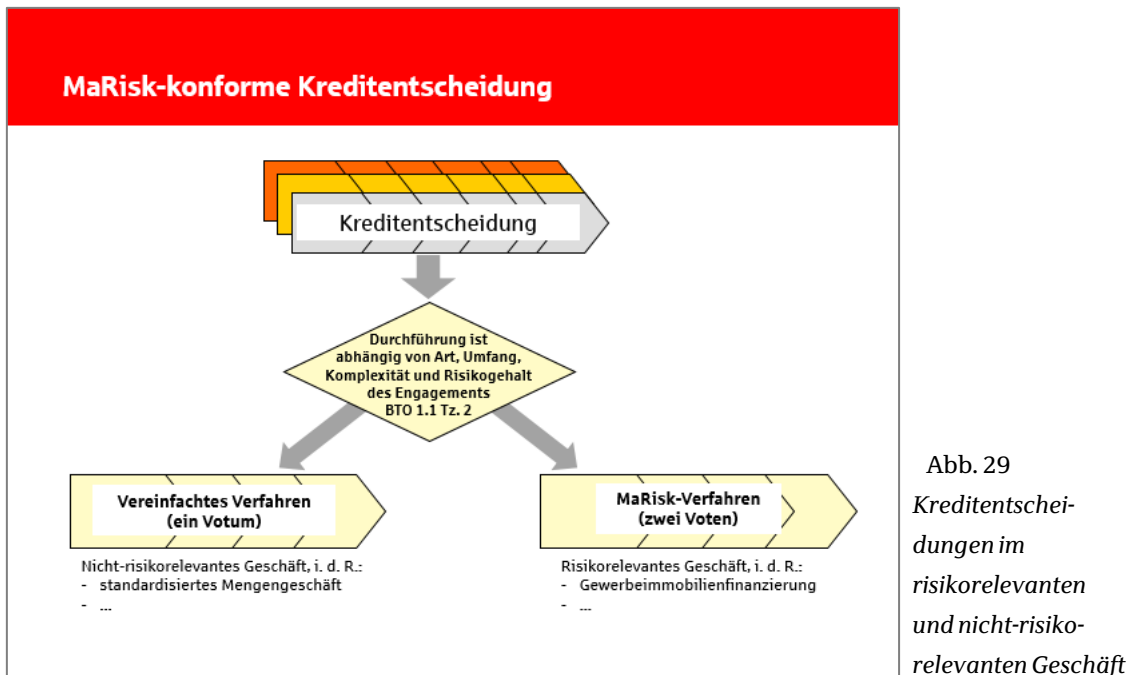 MaRisk-konforme Kreditentscheidung
Kreditentscheidung
Durchführung ist
abhängig von Art, Umfang,
Komplexität und Risikogehalt
des Engagements
BTO 1.1 Tz. 2
Vereinfachtes Verfahren
(ein Votum)
Nicht-risikorelevantes Geschäft, i. d. R.:
- standardisiertes Mengengeschäft
- ...
MaRisk-Verfahren
(zwei Voten)
Risikorelevantes Geschäft, i. d. R.:
- Gewerbeimmobilienfinanzierung
- ...
Abb. 29
Kreditentschei-
dungen im
risikorelevanten
und nicht-risiko-
relevanten Geschäft